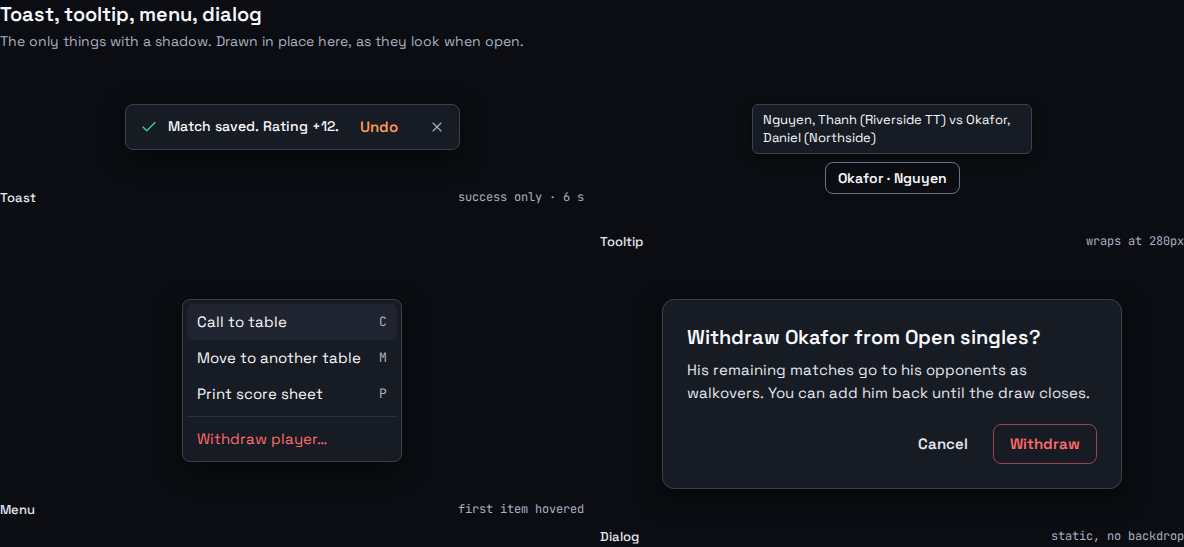 Toast, tooltip, menu, dialog
The only things with a shadow. Drawn in place here, as they look when open.
Match saved. Rating +12. Undo
Toast success only · 6 s
Nguyen, Thanh (Riverside TT) vs Okafor,
Daniel (Northside)
Okafor · Nguyen
Tooltip wraps at 280px
Call to table C
Move to another table M
Print score sheet P
Withdraw player…
Menu first item hovered
Withdraw Okafor from Open singles?
His remaining matches go to his opponents as
walkovers. You can add him back until the draw closes.
Cancel Withdraw
Dialog static, no backdrop